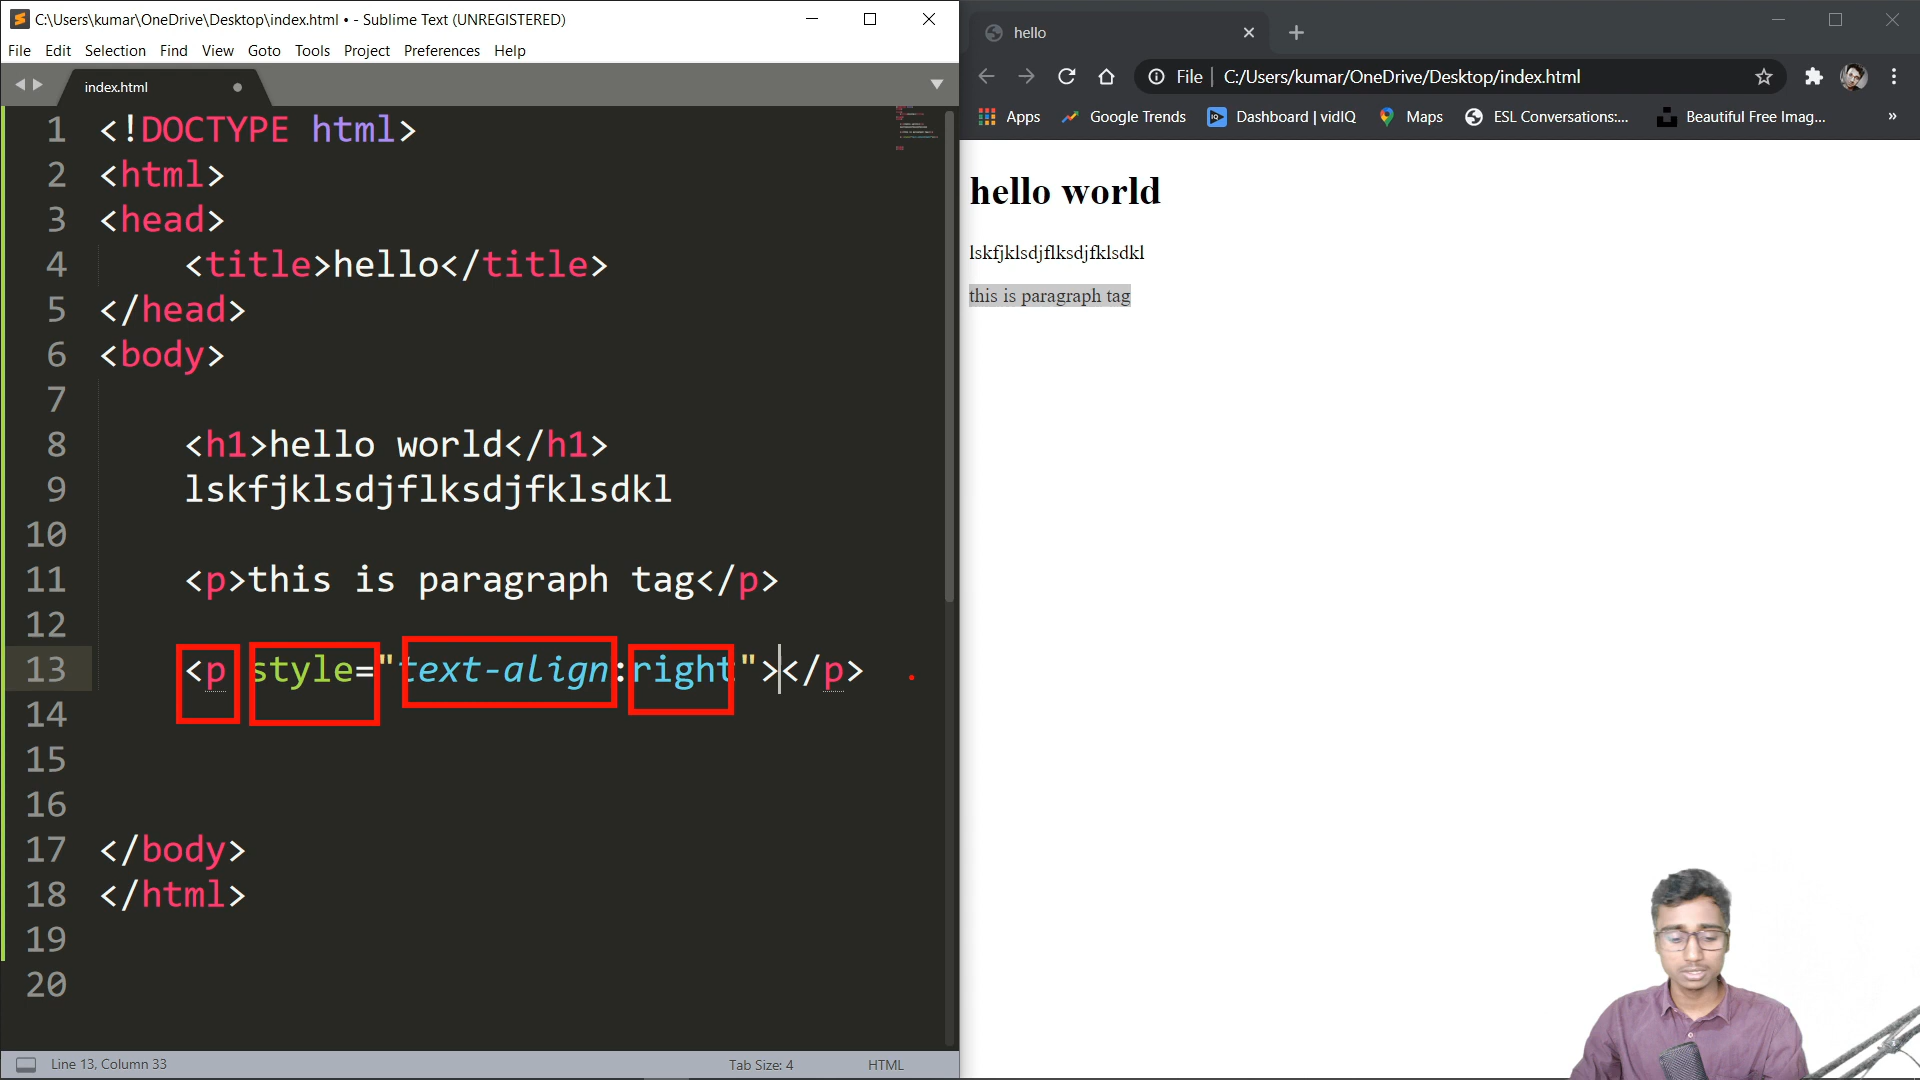 C:\Users\kumar\OneDrive\Desktop\index.html • - Sublime Text (UNREGISTERED)
File Edit Selection Find View Goto Tools Project Preferences Help
index.html
1 <!DOCTYPE html>
2 <html>
3 <head>
4 <title>hello</title>
5 </head>
6 <body>
7
8 <h1>hello world</h1>
9 lskfjklsdjflksdjfklsdkl
10
11 <p>this is paragraph tag</p>
12
13 <p style="text-align:right"></p>
14
15
16
17 </body>
18 </html>
19
20
Line 13, Column 33 Tab Size: 4 HTML
hello
File C:/Users/kumar/OneDrive/Desktop/index.html
Apps Google Trends Dashboard | vidIQ Maps ESL Conversations:... Beautiful Free Imag... »
hello world
lskfjklsdjflksdjfklsdkl
this is paragraph tag